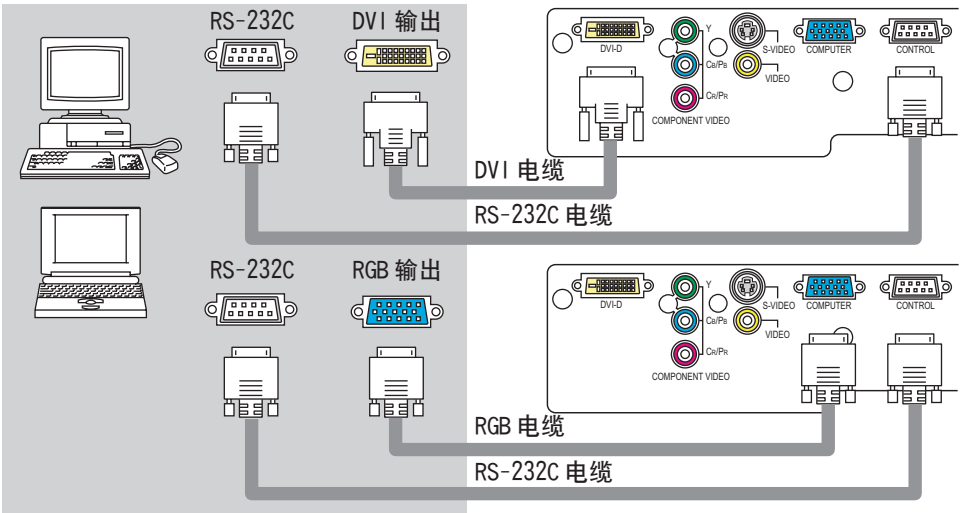 RS-232C DVI 输出
DVI-D
Y
CB/PB
CR/PR
COMPONENT VIDEO
S-VIDEO
VIDEO
COMPUTER
CONTROL
DVI 电缆
RS-232C 电缆
RS-232C RGB 输出
DVI-D
Y
CB/PB
CR/PR
COMPONENT VIDEO
S-VIDEO
VIDEO
COMPUTER
CONTROL
RGB 电缆
RS-232C 电缆